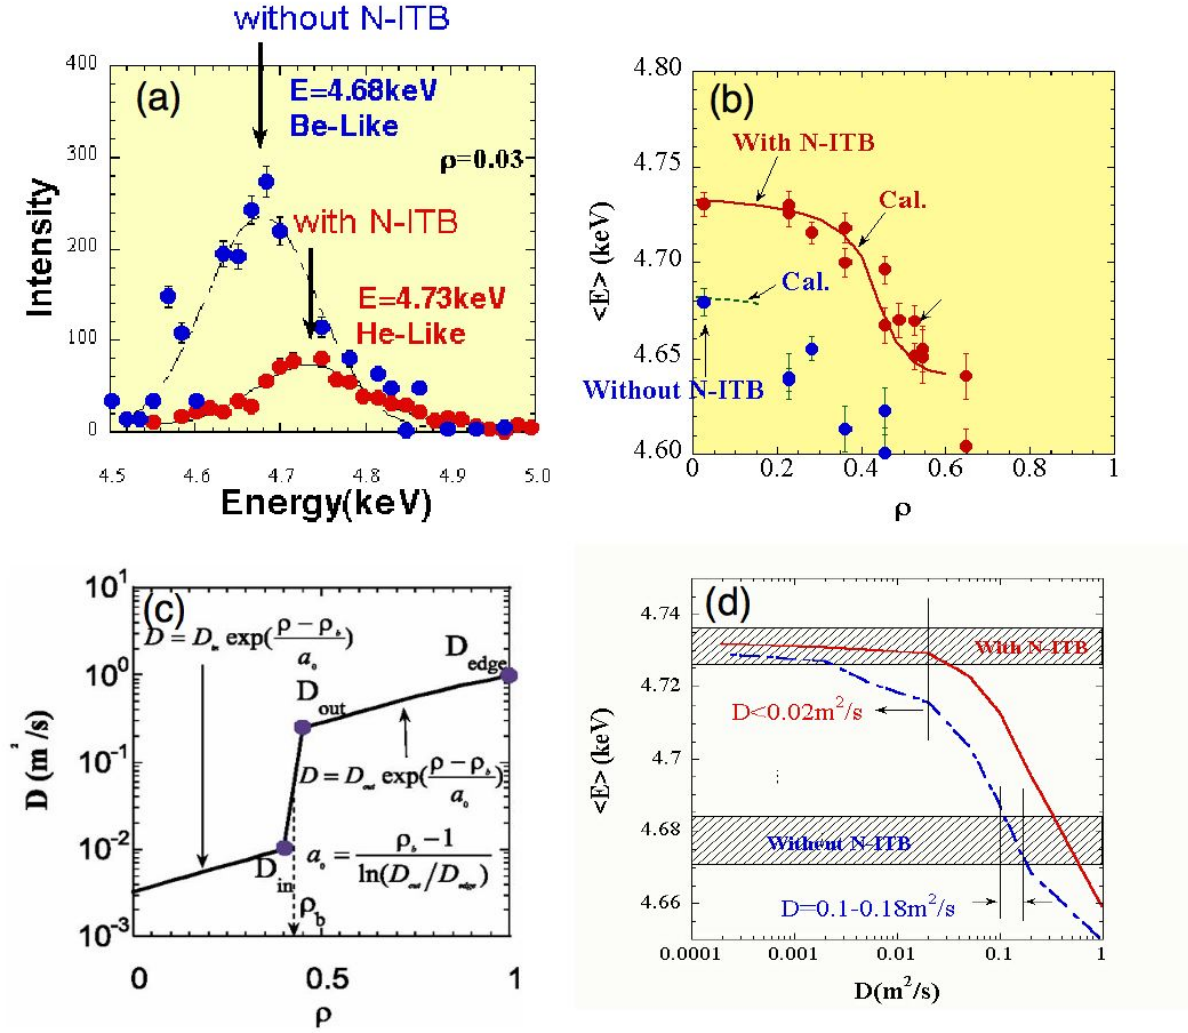 without N-ITB
400
(a)
E=4.68keV
Be-Like
ρ=0.03
300
with N-ITB
200
E=4.73keV
He-Like
100
0
Intensity
4.5 4.6 4.7 4.8 4.9 5.0
Energy(keV)
4.80
(b)
With N-ITB
4.75
Cal.
4.70
Cal.
4.65
Without N-ITB
4.60
<E> (keV)
0 0.2 0.4 0.6 0.8 1
ρ
10^1
(c)
D = D_in exp((ρ − ρ_b)/a_0)
D_edge
10^0
D_out
10^-1
D = D_out exp((ρ − ρ_b)/a_0)
10^-2
D_in
a_0 = (ρ_b − 1)/ln(D_out/D_edge)
ρ_b
10^-3
D (m^2/s)
0 0.5 1
ρ
(d)
4.74
With N-ITB
4.72
D<0.02m^2/s
4.7
...
4.68
Without N-ITB
D=0.1-0.18m^2/s
4.66
<E> (keV)
0.0001 0.001 0.01 0.1 1
D(m^2/s)